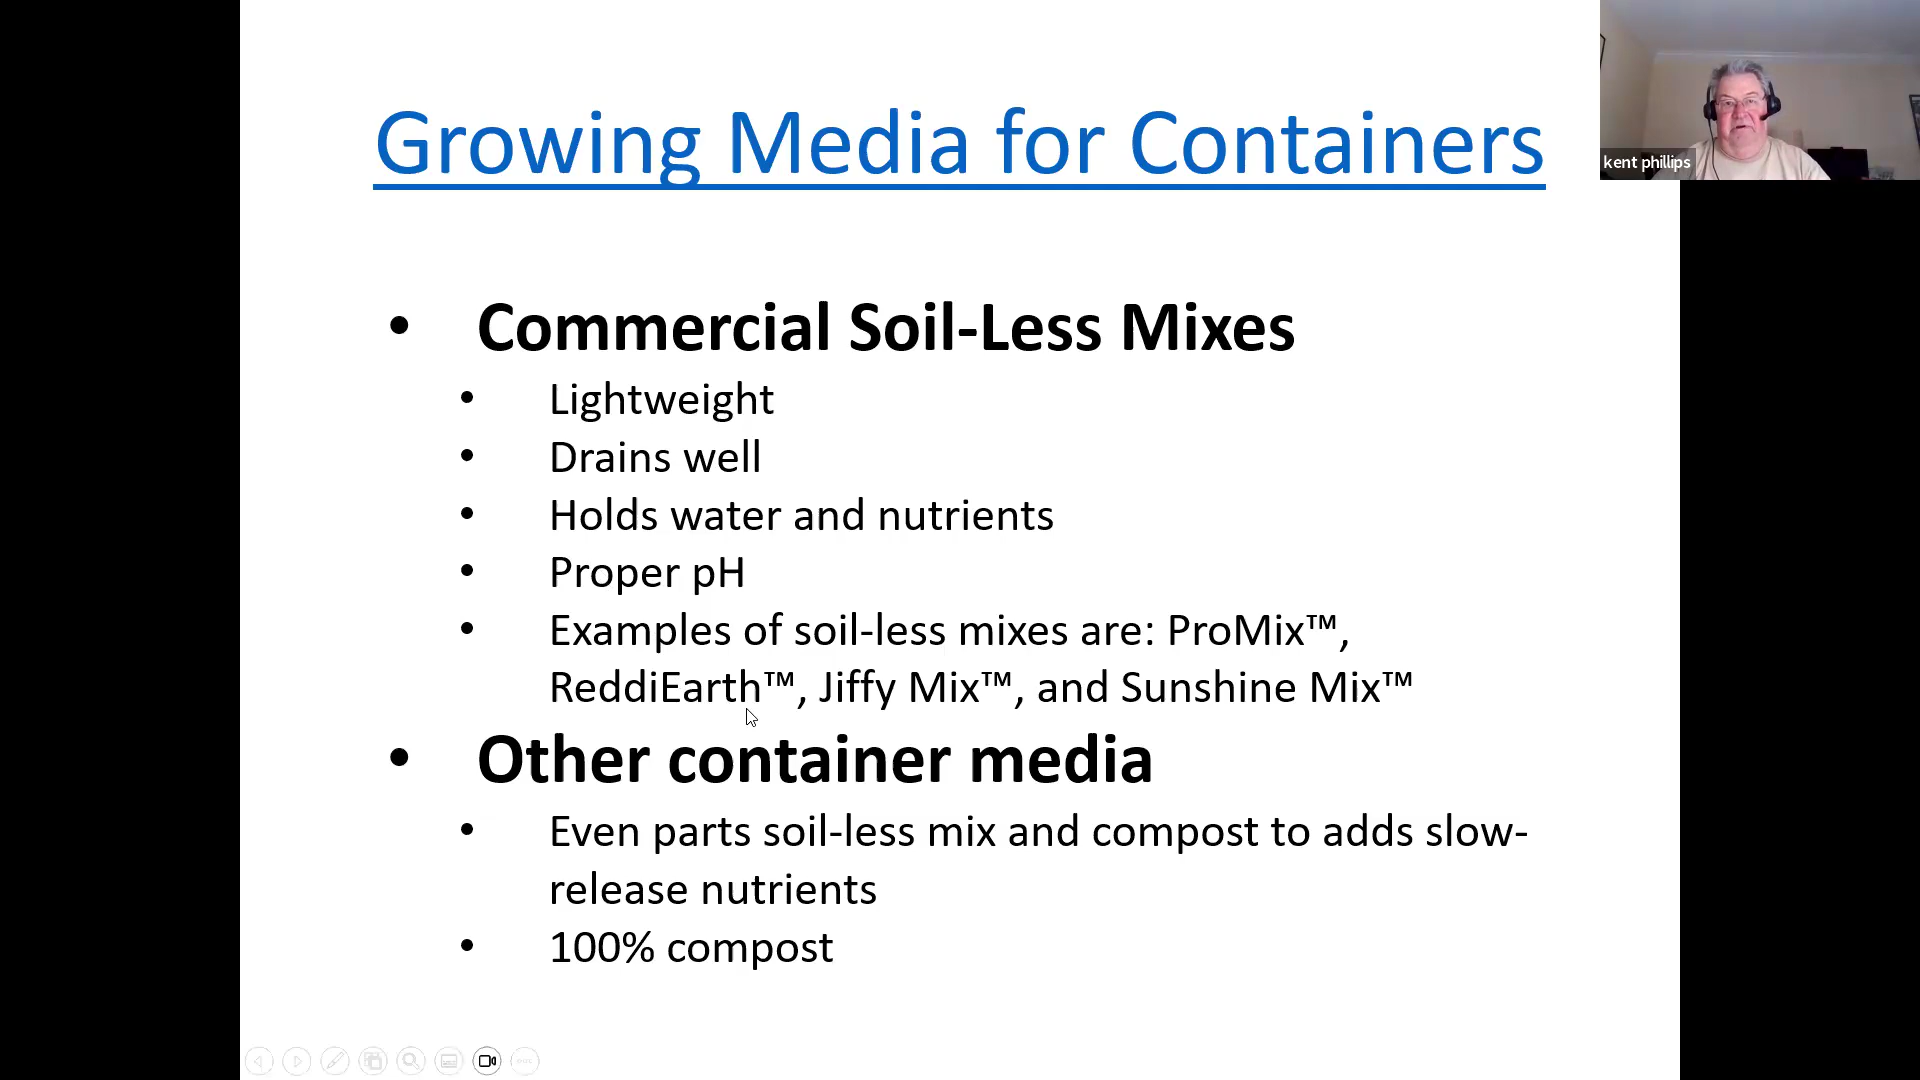 Growing Media for Containers
kent phillips
• Commercial Soil-Less Mixes
• Lightweight
• Drains well
• Holds water and nutrients
• Proper pH
• Examples of soil-less mixes are: ProMix™,
ReddiEarth™, Jiffy Mix™, and Sunshine Mix™
• Other container media
• Even parts soil-less mix and compost to adds slow-
release nutrients
• 100% compost